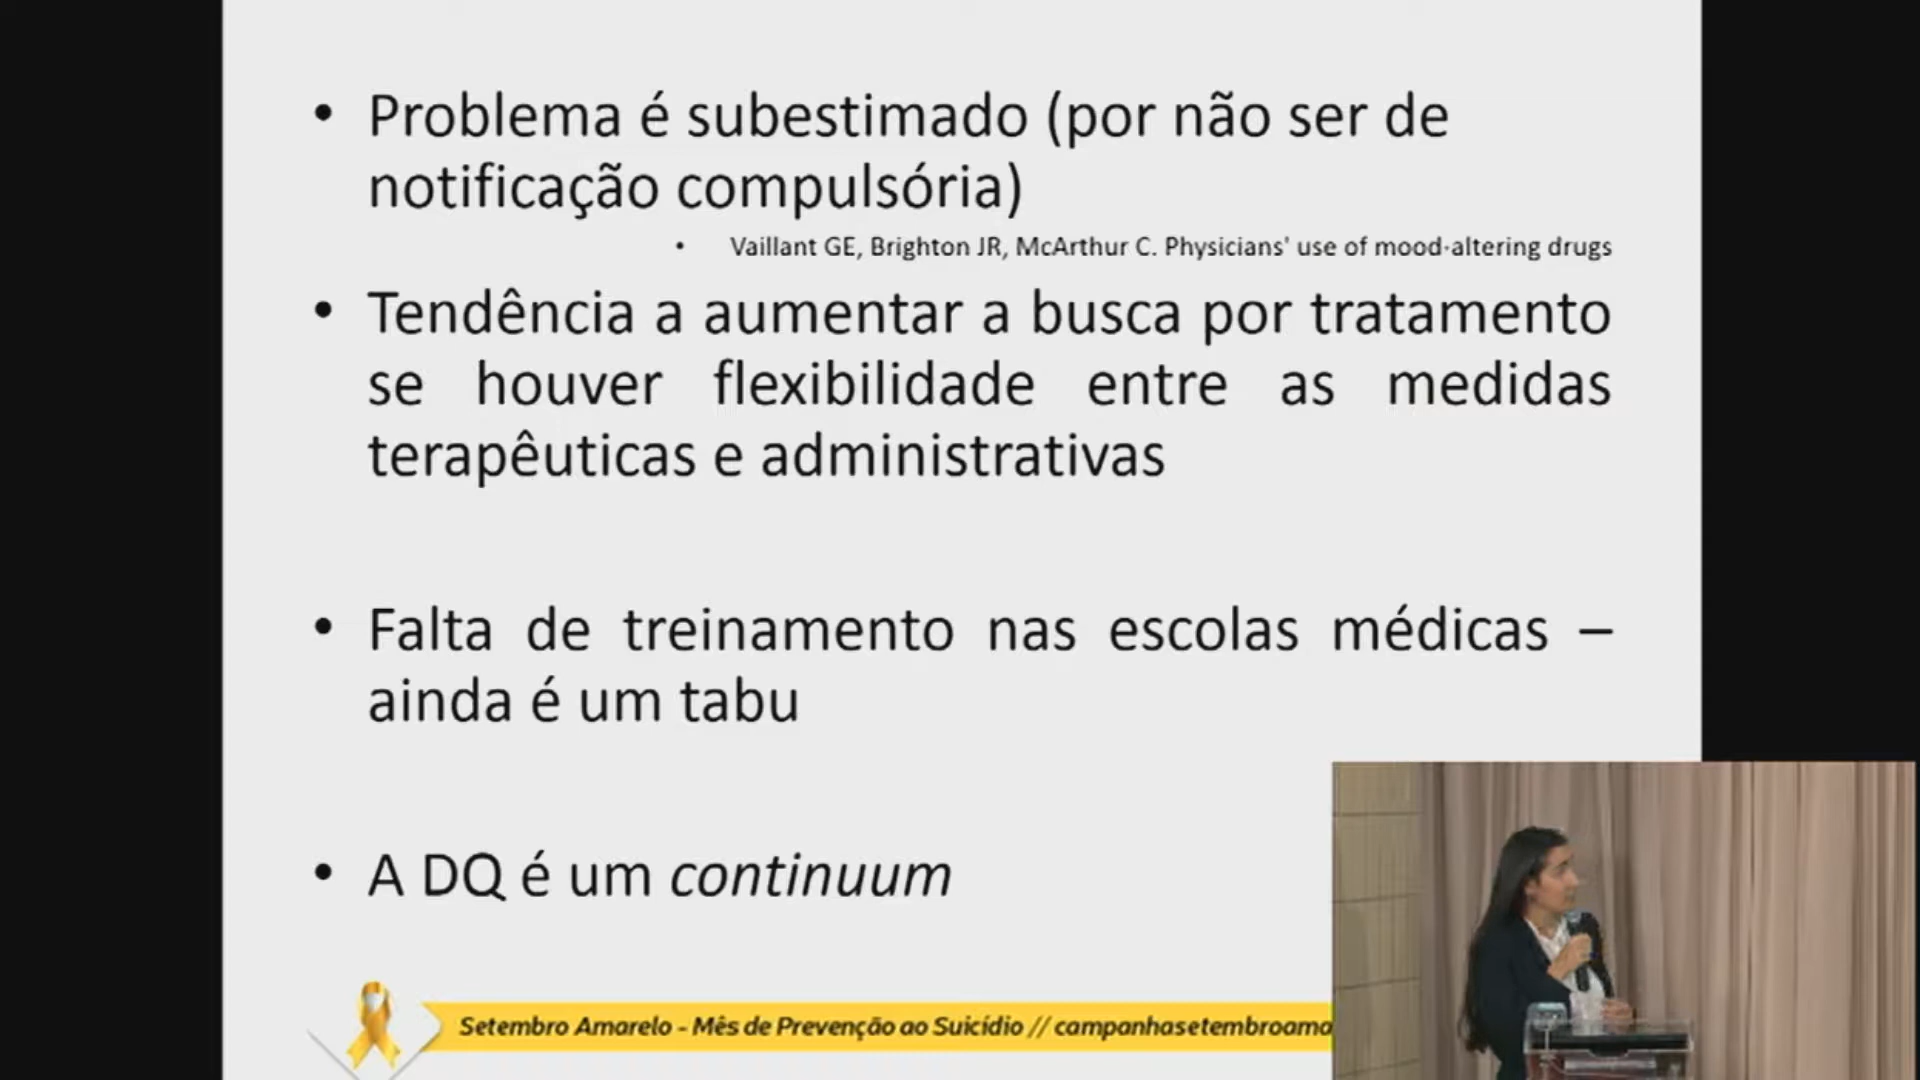 • Problema é subestimado (por não ser de
notificação compulsória)
• Vaillant GE, Brighton JR, McArthur C. Physicians' use of mood-altering drugs
• Tendência a aumentar a busca por tratamento
se houver flexibilidade entre as medidas
terapêuticas e administrativas
• Falta de treinamento nas escolas médicas –
ainda é um tabu
• A DQ é um continuum
Setembro Amarelo - Mês de Prevenção ao Suicídio // campanhasetembroama